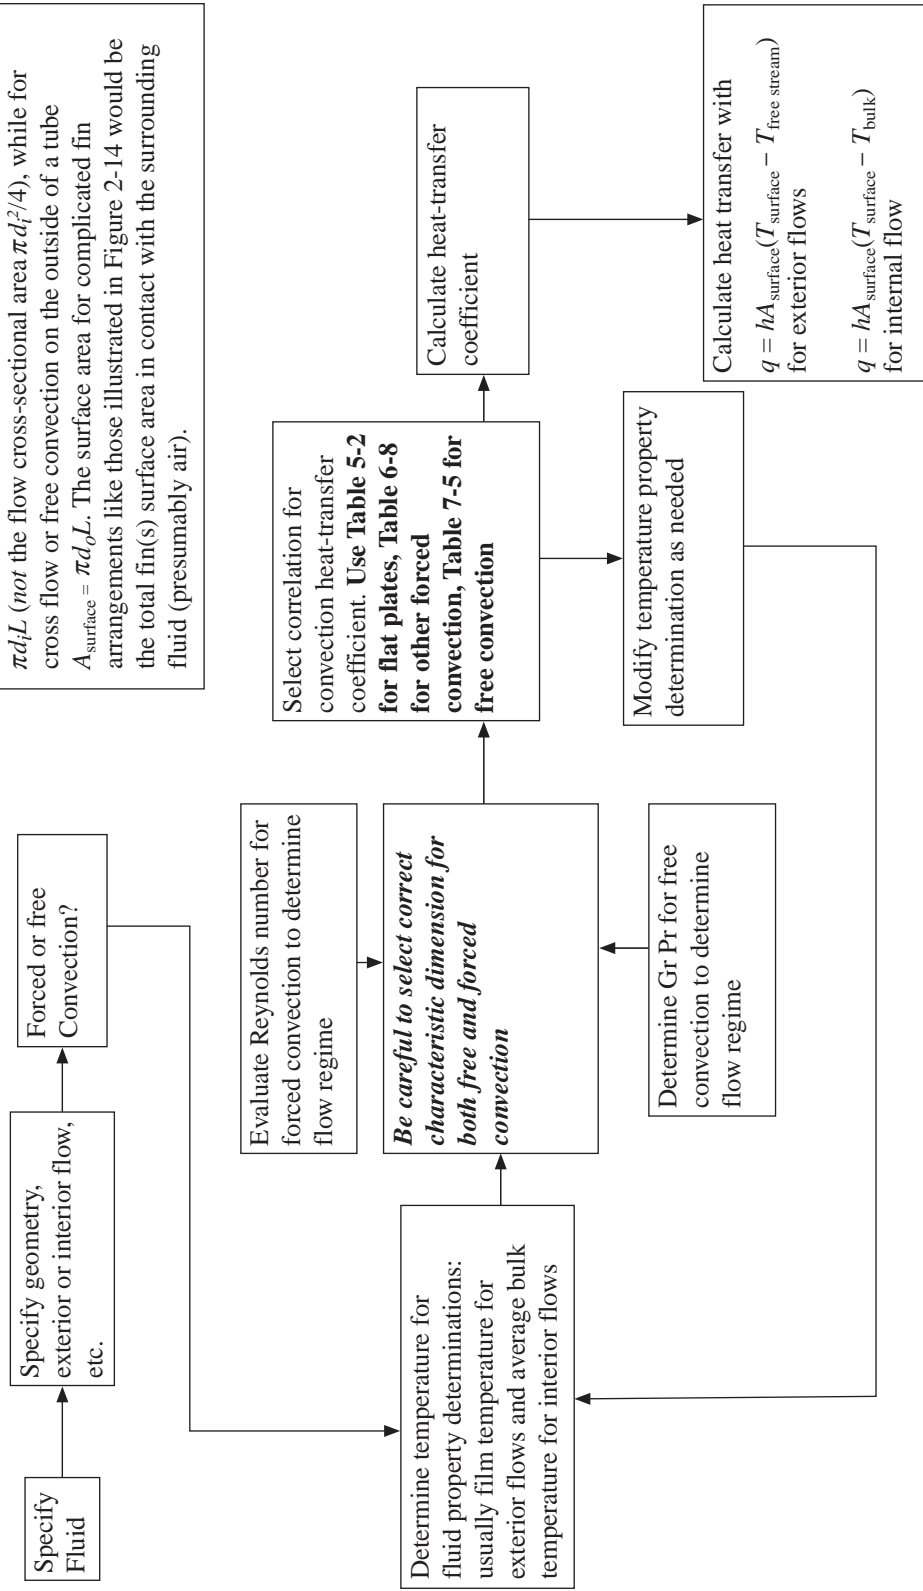 Specify
Fluid
Specify geometry,
exterior or interior flow,
etc.
Forced or free
Convection?
πdᵢL (not the flow cross-sectional area πdᵢ²/4), while for
cross flow or free convection on the outside of a tube
A_surface = πdₒL. The surface area for complicated fin
arrangements like those illustrated in Figure 2-14 would be
the total fin(s) surface area in contact with the surrounding
fluid (presumably air).
Determine temperature for
fluid property determinations:
usually film temperature for
exterior flows and average bulk
temperature for interior flows
Evaluate Reynolds number for
forced convection to determine
flow regime
Be careful to select correct
characteristic dimension for
both free and forced
convection
Determine Gr Pr for free
convection to determine
flow regime
Select correlation for
convection heat-transfer
coefficient. Use Table 5-2
for flat plates, Table 6-8
for other forced
convection, Table 7-5 for
free convection
Modify temperature property
determination as needed
Calculate heat-transfer
coefficient
Calculate heat transfer with
q = hA_surface(T_surface − T_free stream)
for exterior flows
q = hA_surface(T_surface − T_bulk)
for internal flow